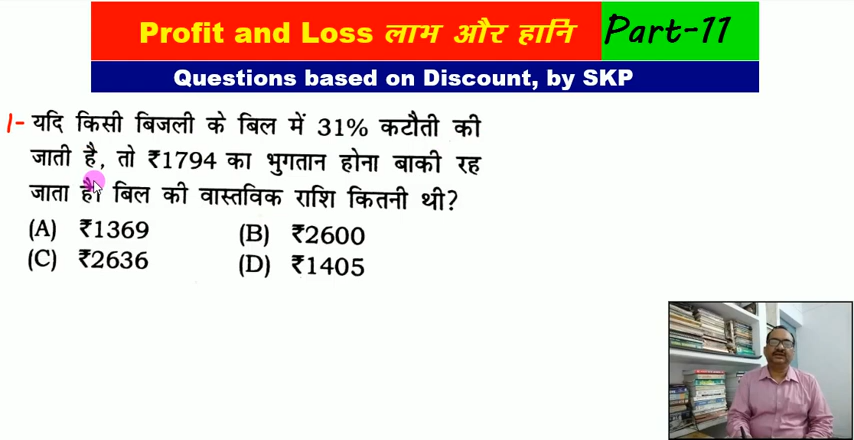 Profit and Loss लाभ और हानि Part-11
Questions based on Discount, by SKP
1- यदि किसी बिजली के बिल में 31% कटौती की
जाती है, तो ₹1794 का भुगतान होना बाकी रह
जाता है। बिल की वास्तविक राशि कितनी थी?
(A) ₹1369 (B) ₹2600
(C) ₹2636 (D) ₹1405